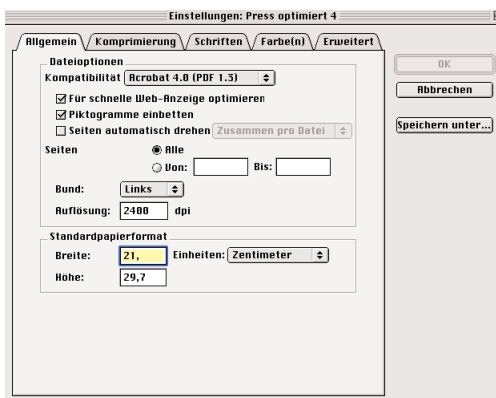 Einstellungen: Press optimiert 4
Allgemein Komprimierung Schriften Farbe(n) Erweitert
Dateioptionen
Kompatibilität Acrobat 4.0 (PDF 1.3)
Für schnelle Web-Anzeige optimieren
Piktogramme einbetten
Seiten automatisch drehen Zusammen pro Datei
Seiten Alle
Von: Bis:
Bund: Links
Auflösung: 2400 dpi
Standardpapierformat
Breite: 21, Einheiten: Zentimeter
Höhe: 29,7
OK
Abbrechen
Speichern unter...